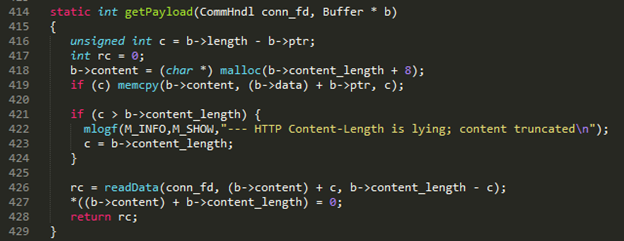 414 static int getPayload(CommHndl conn_fd, Buffer * b)
415 {
416 unsigned int c = b->length - b->ptr;
417 int rc = 0;
418 b->content = (char *) malloc(b->content_length + 8);
419 if (c) memcpy(b->content, (b->data) + b->ptr, c);
420
421 if (c > b->content_length) {
422 mlogf(M_INFO,M_SHOW,"--- HTTP Content-Length is lying; content truncated\n");
423 c = b->content_length;
424 }
425
426 rc = readData(conn_fd, (b->content) + c, b->content_length - c);
427 *((b->content) + b->content_length) = 0;
428 return rc;
429 }